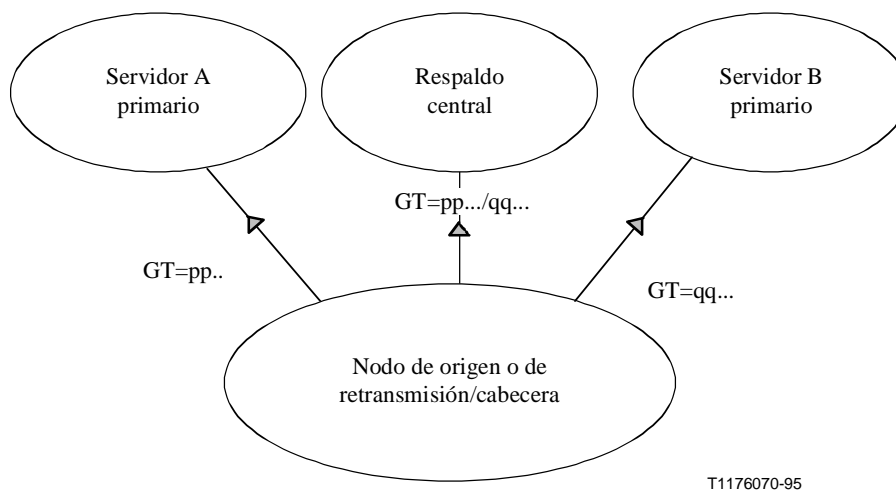 Servidor A
primario
Respaldo
central
Servidor B
primario
GT=pp.../qq...
GT=pp..
GT=qq...
Nodo de origen o de
retransmisión/cabecera
T1176070-95